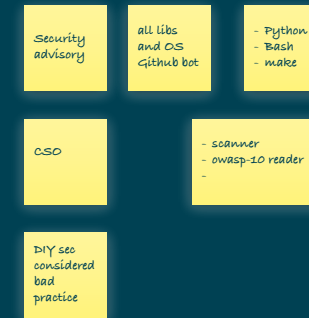 Security
advisory
all libs
and OS
Github bot
- Python
- Bash
- make
CSO
- scanner
- owasp-10 reader
-
DIY sec
considered
bad
practice